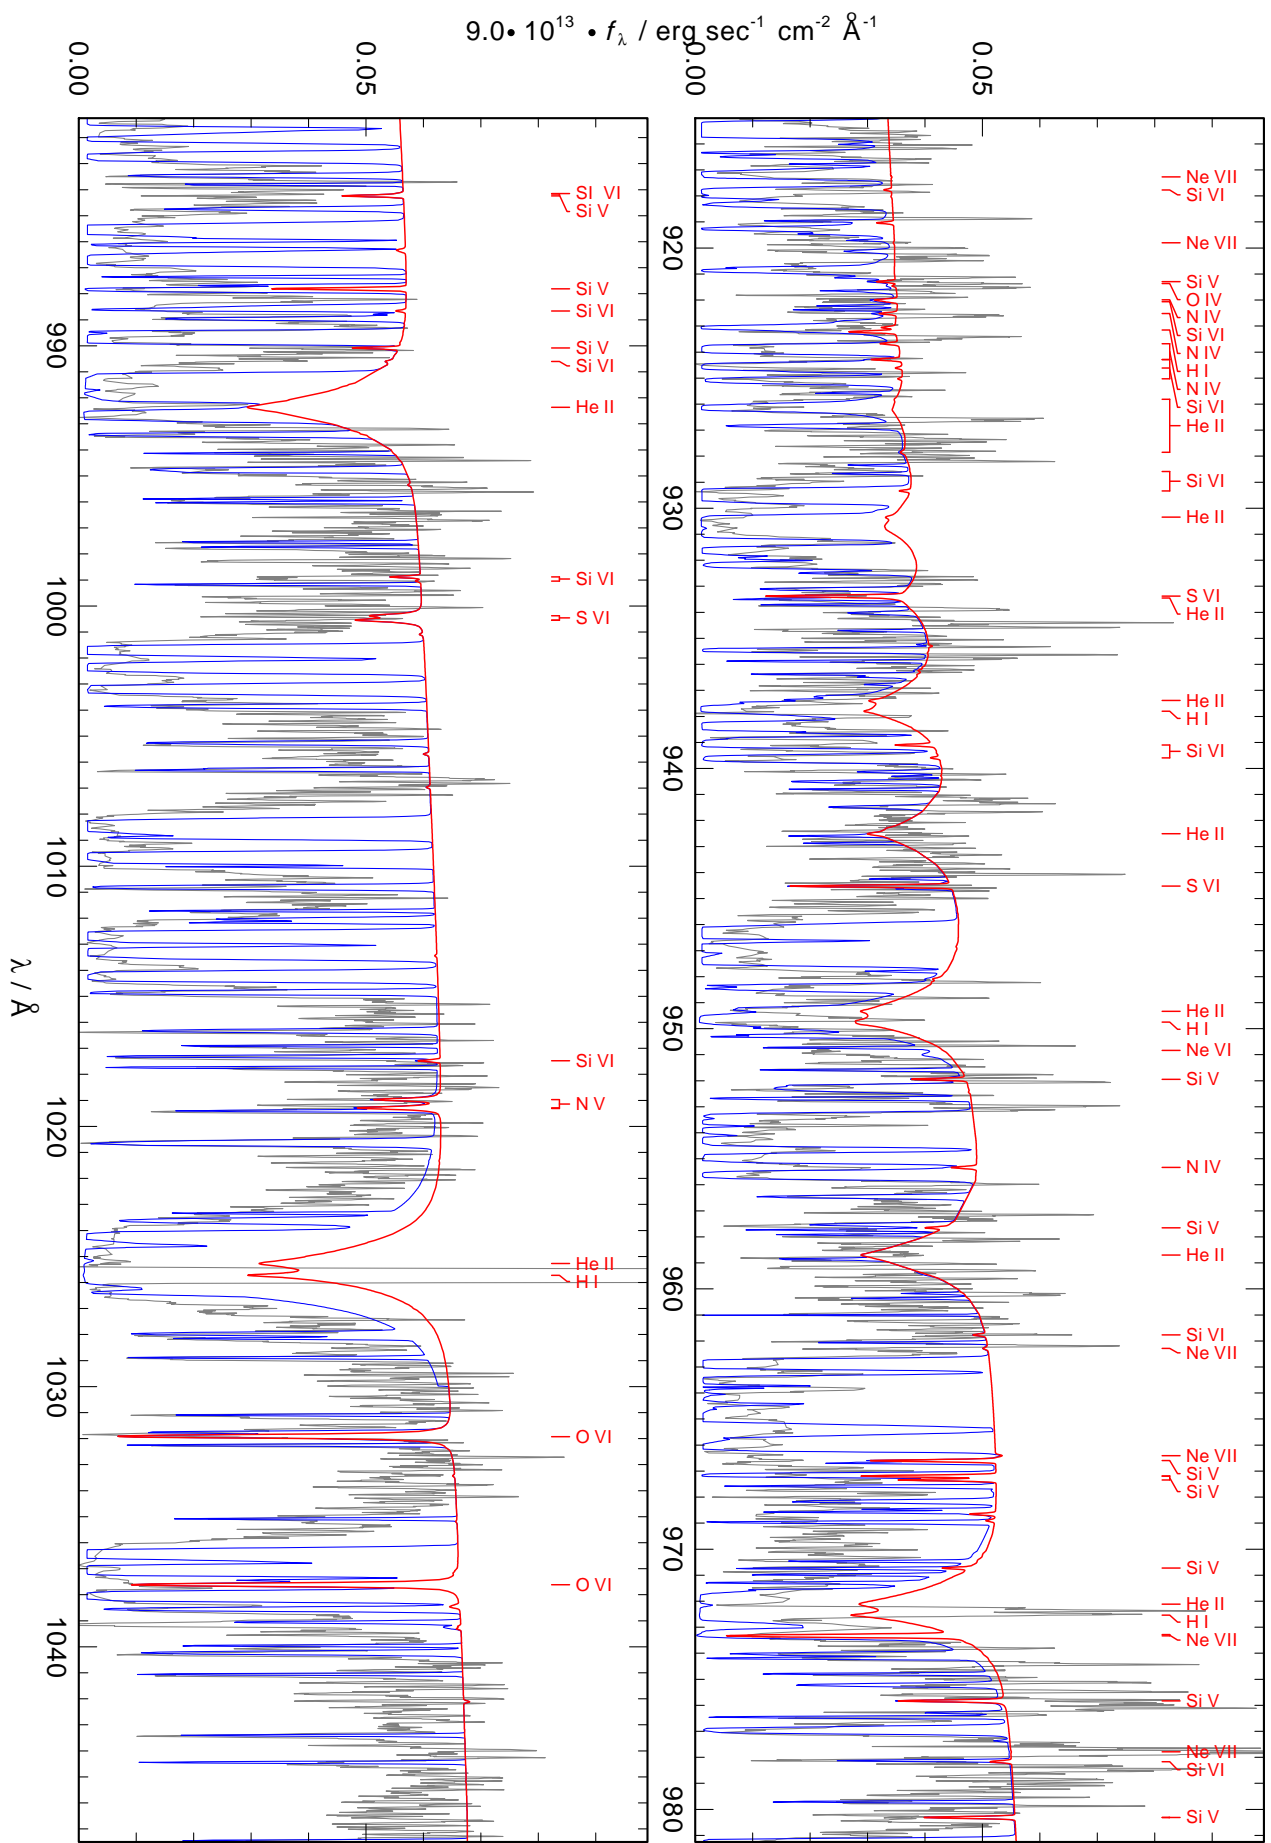 9.0• 10¹³ • f_λ / erg sec⁻¹ cm⁻² Å⁻¹
0.00
0.05
0.00
0.05
Ne VII
Si VI
Ne VII
Si V
O IV
N IV
Si VI
N IV
H I
N IV
Si VI
He II
Si VI
He II
S VI
He II
He II
H I
Si VI
He II
S VI
He II
H I
Ne VI
Si V
N IV
Si V
He II
Si VI
Ne VII
Ne VII
Si V
Si V
Si V
He II
H I
Ne VII
Si V
Ne VII
Si VI
Si V
920
930
940
950
960
970
980
SI VI
Si V
Si V
Si VI
Si V
Si VI
He II
Si VI
S VI
Si VI
N V
He II
H I
O VI
O VI
990
1000
1010
1020
1030
1040
λ / Å